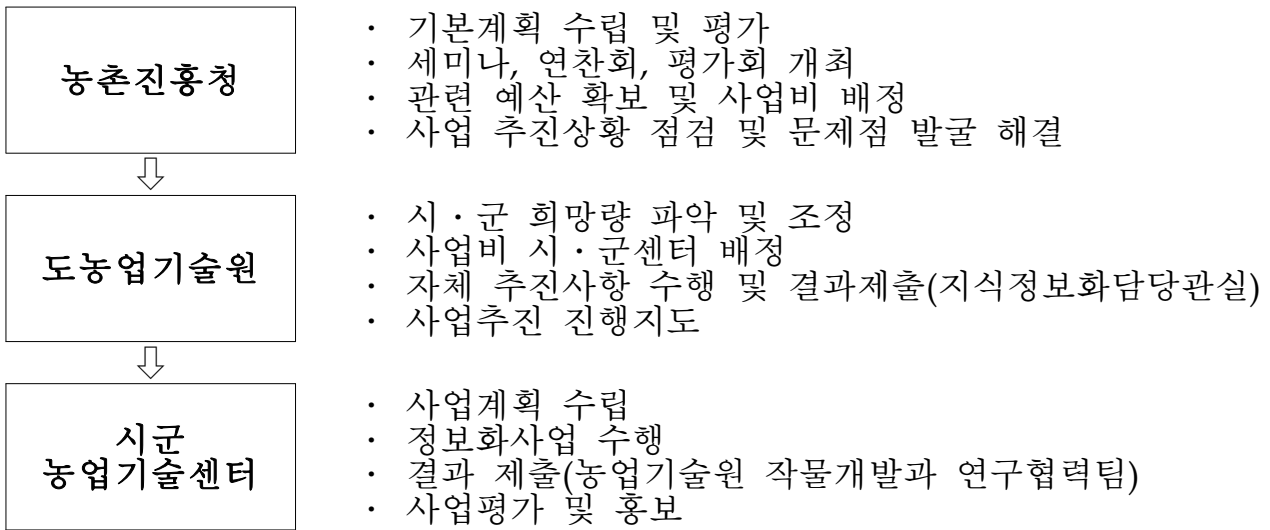 농촌진흥청
· 기본계획 수립 및 평가
· 세미나, 연찬회, 평가회 개최
· 관련 예산 확보 및 사업비 배정
· 사업 추진상황 점검 및 문제점 발굴 해결
도농업기술원
· 시·군 희망량 파악 및 조정
· 사업비 시·군센터 배정
· 자체 추진사항 수행 및 결과제출(지식정보화담당관실)
· 사업추진 진행지도
시군
농업기술센터
· 사업계획 수립
· 정보화사업 수행
· 결과 제출(농업기술원 작물개발과 연구협력팀)
· 사업평가 및 홍보